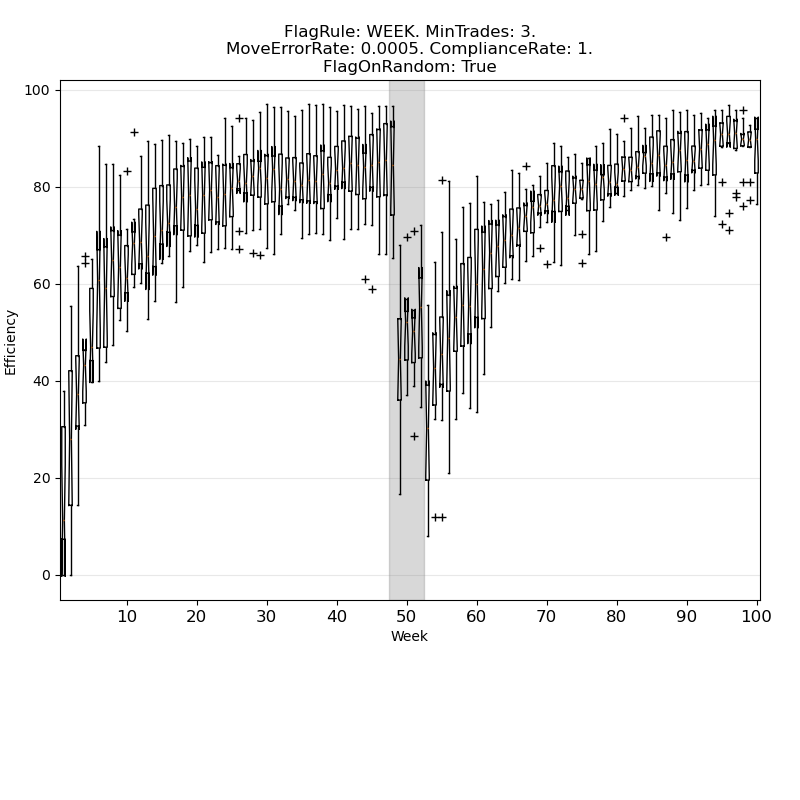 FlagRule: WEEK. MinTrades: 3.
MoveErrorRate: 0.0005. ComplianceRate: 1.
FlagOnRandom: True
100
80
60
40
20
0
Efficiency
10 20 30 40 50 60 70 80 90 100
Week